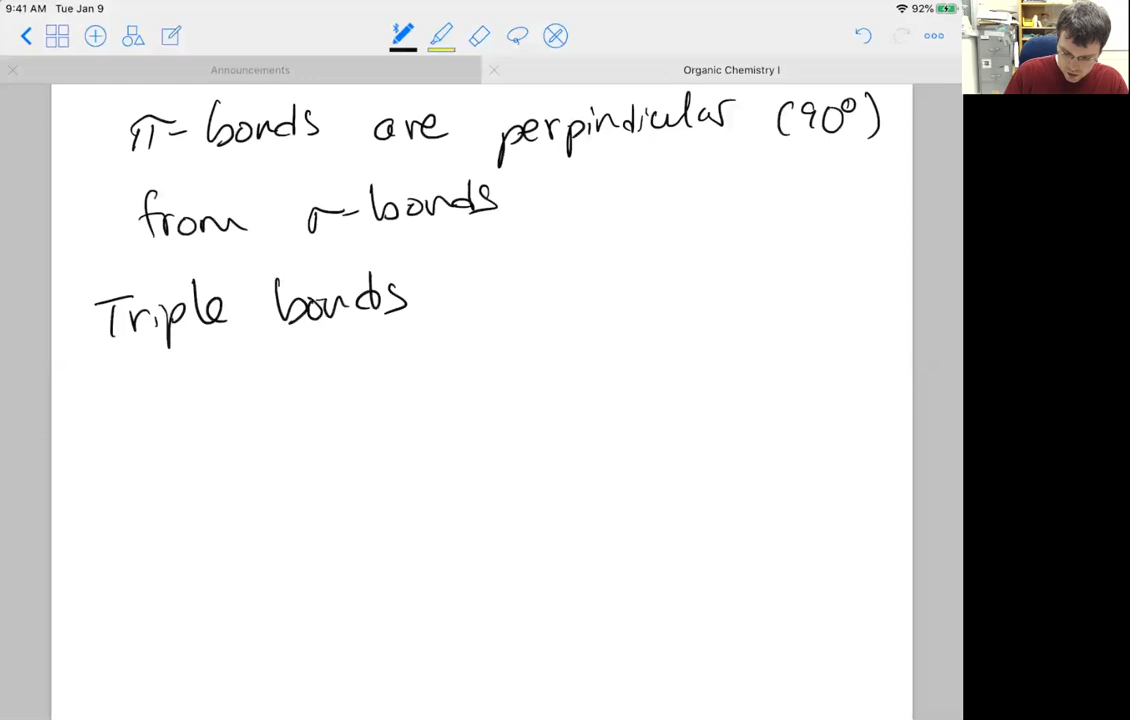 9:41 AM Tue Jan 9
92%
Announcements
Organic Chemistry I
π-bonds are perpindicular (90°)
from σ-bonds
Triple bonds